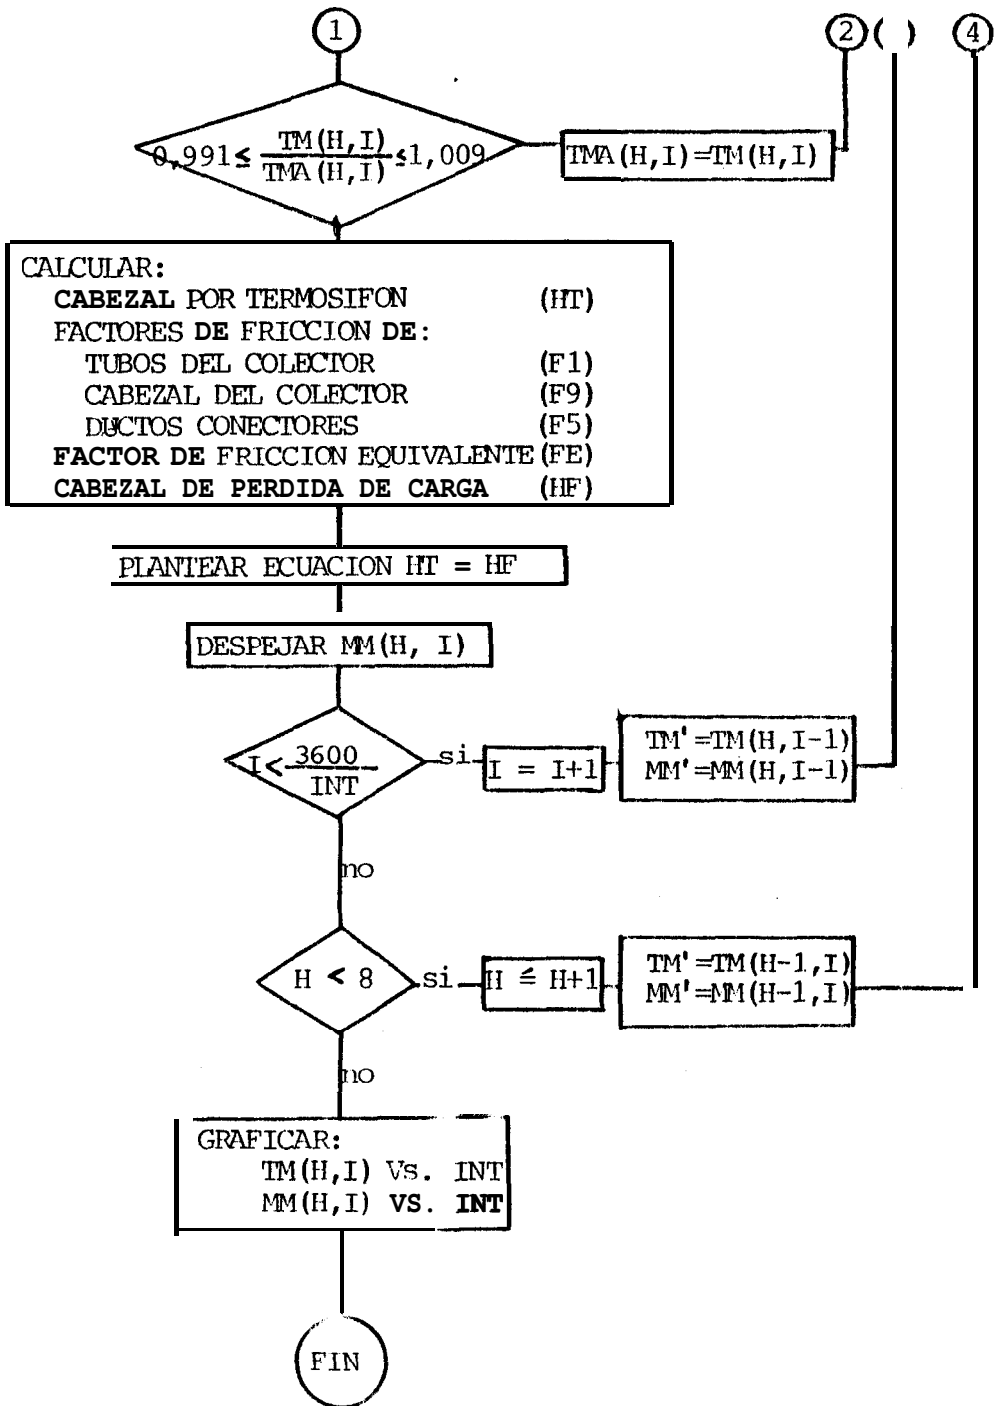 1
2 ( ) 4
0,991≤ TM(H,I) ≤1,009
TMA(H,I)
TMA(H,I)=TM(H,I)
CALCULAR:
CABEZAL POR TERMOSIFON (HT)
FACTORES DE FRICCION DE:
TUBOS DEL COLECTOR (F1)
CABEZAL DEL COLECTOR (F9)
DUCTOS CONECTORES (F5)
FACTOR DE FRICCION EQUIVALENTE (FE)
CABEZAL DE PERDIDA DE CARGA (HF)
PLANTEAR ECUACION HT = HF
DESPEJAR MM(H, I)
I< 3600
INT
si
I = I+1
TM'=TM(H,I-1)
MM'=MM(H,I-1)
no
H < 8
si
H ≤ H+1
TM'=TM(H-1,I)
MM'=MM(H-1,I)
no
GRAFICAR:
TM(H,I) Vs. INT
MM(H,I) VS. INT
FIN